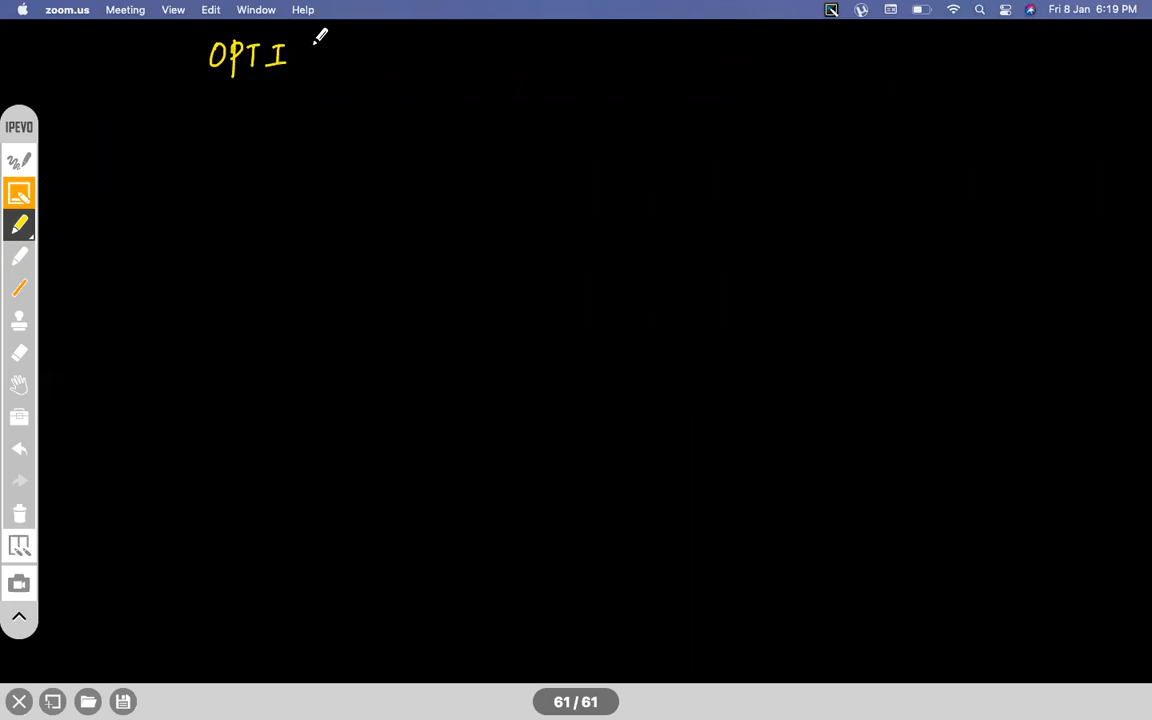 zoom.us Meeting View Edit Window Help Fri 8 Jan 6:19 PM
OPTI
IPEVO
61 / 61